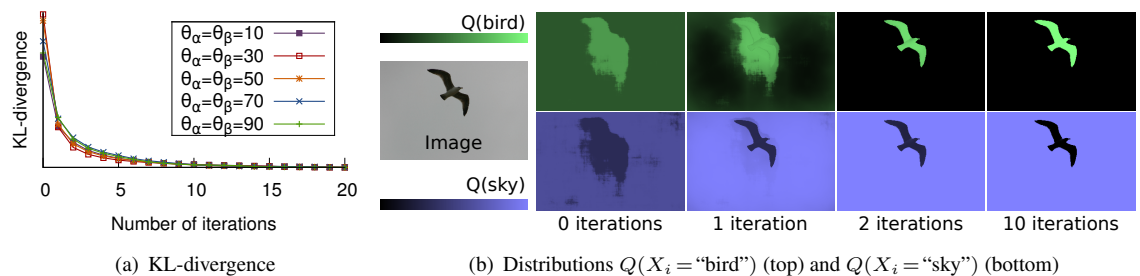 KL-divergence
θα=θβ=10
θα=θβ=30
θα=θβ=50
θα=θβ=70
θα=θβ=90
0 5 10 15 20
Number of iterations
(a) KL-divergence
Q(bird)
Image
Q(sky)
0 iterations 1 iteration 2 iterations 10 iterations
(b) Distributions Q(Xi = “bird”) (top) and Q(Xi = “sky”) (bottom)